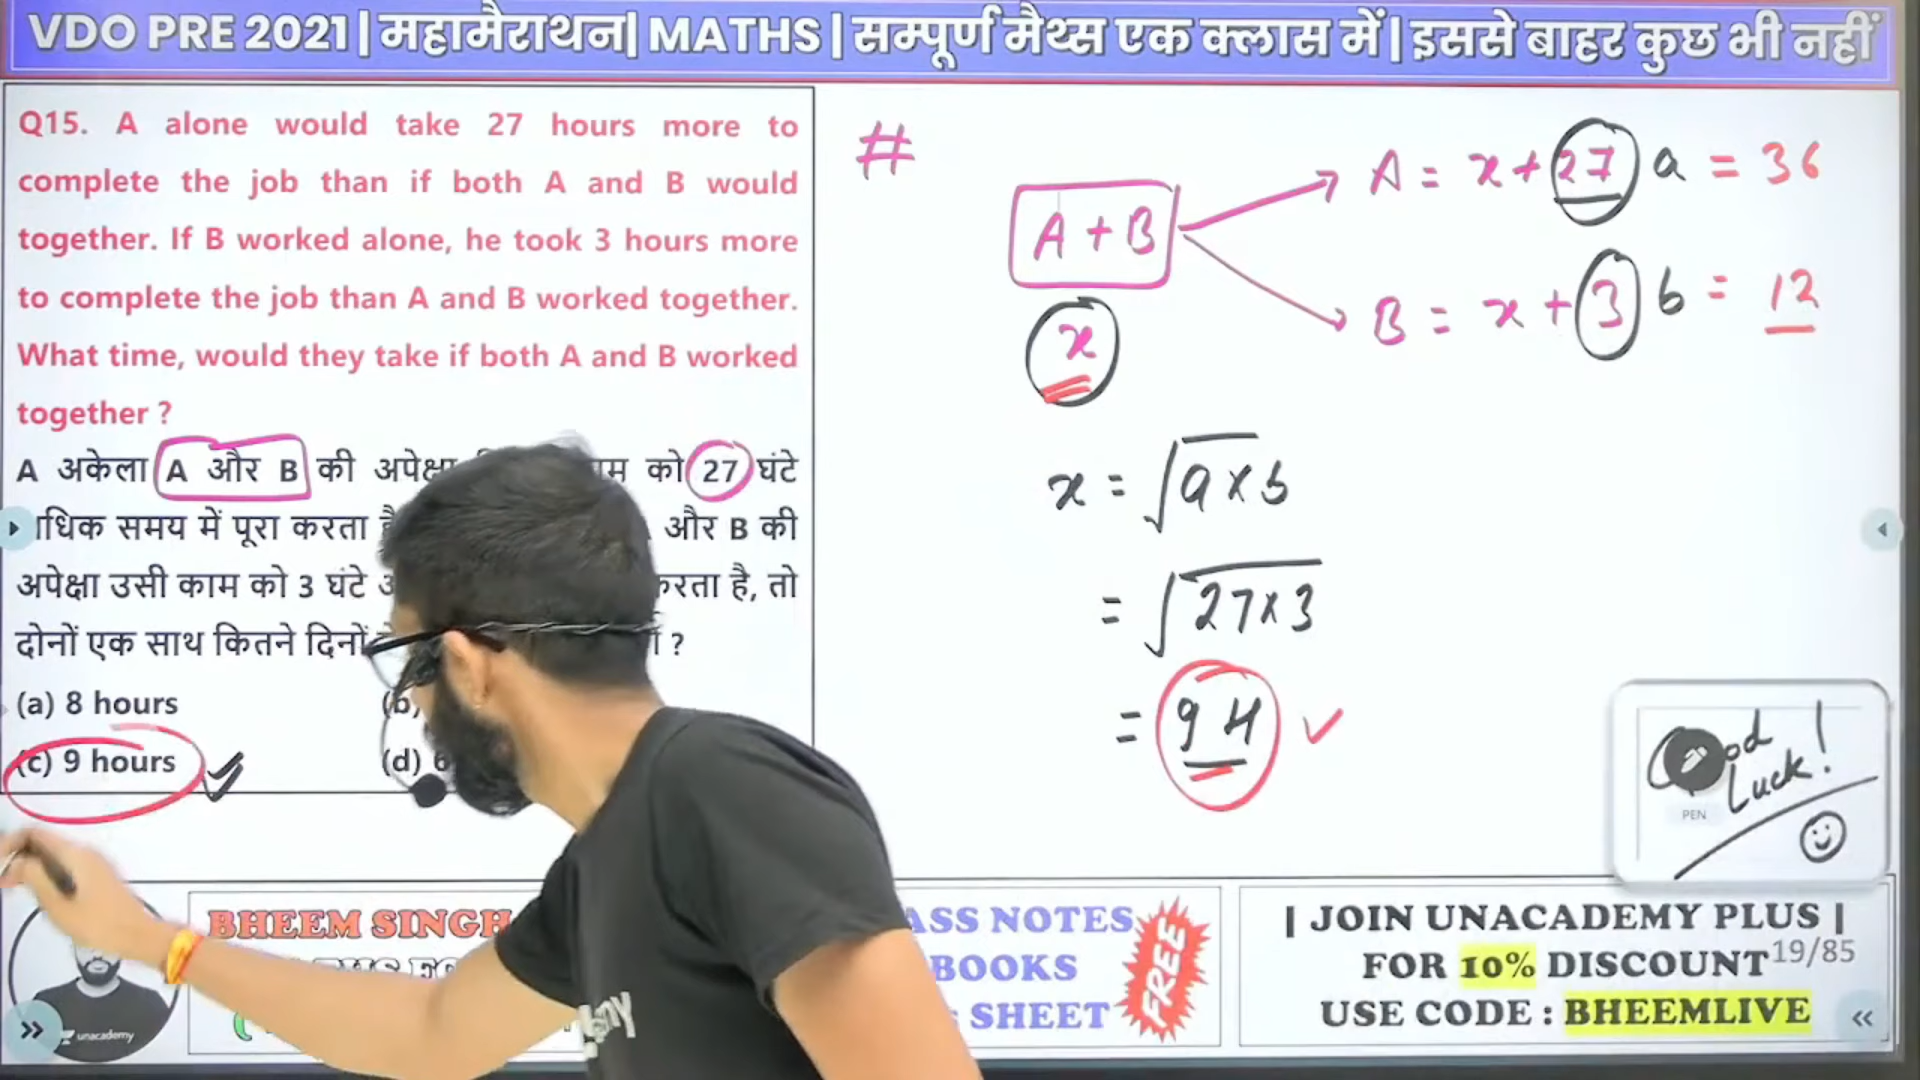 VDO PRE 2021 | महामैराथन| MATHS | सम्पूर्ण मैथ्स एक क्लास में | इससे बाहर कुछ भी नहीं
Q15. A alone would take 27 hours more to
complete the job than if both A and B would
together. If B worked alone, he took 3 hours more
to complete the job than A and B worked together.
What time, would they take if both A and B worked
together ?
A अकेला A और B की अपेक्षा को 27 घंटे
समय में पूरा करता और B की
अपेक्षा उसी काम को 3 घंटे करता है, तो
दोनों एक साथ कितने दिनों ?
(a) 8 hours (b)
(c) 9 hours (d) 6
#
A + B
x
A = x + 27 a = 36
B = x + 3 b = 12
x = √a × b
= √27 × 3
= 9 H ✓
Good
Luck!
PEN
BHEEM SINGH
unacademy
NOTES
BOOKS
SHEET
FREE
| JOIN UNACADEMY PLUS |
FOR 10% DISCOUNT 19/85
USE CODE : BHEEMLIVE